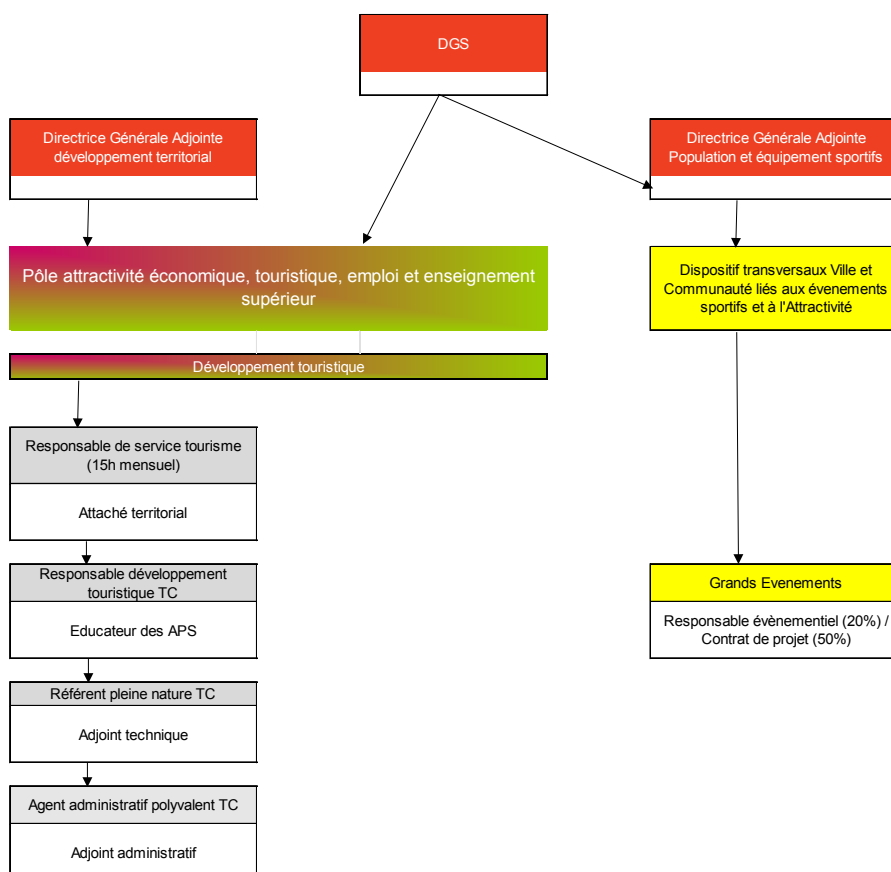 DGS
Directrice Générale Adjointe
développement territorial
Directrice Générale Adjointe
Population et équipement sportifs
Pôle attractivité économique, touristique, emploi et enseignement
supérieur
Dispositif transversaux Ville et
Communauté liés aux évenements
sportifs et à l'Attractivité
Développement touristique
Responsable de service tourisme
(15h mensuel)
Attaché territorial
Responsable développement
touristique TC
Educateur des APS
Grands Evenements
Responsable évènementiel (20%) /
Contrat de projet (50%)
Référent pleine nature TC
Adjoint technique
Agent administratif polyvalent TC
Adjoint administratif